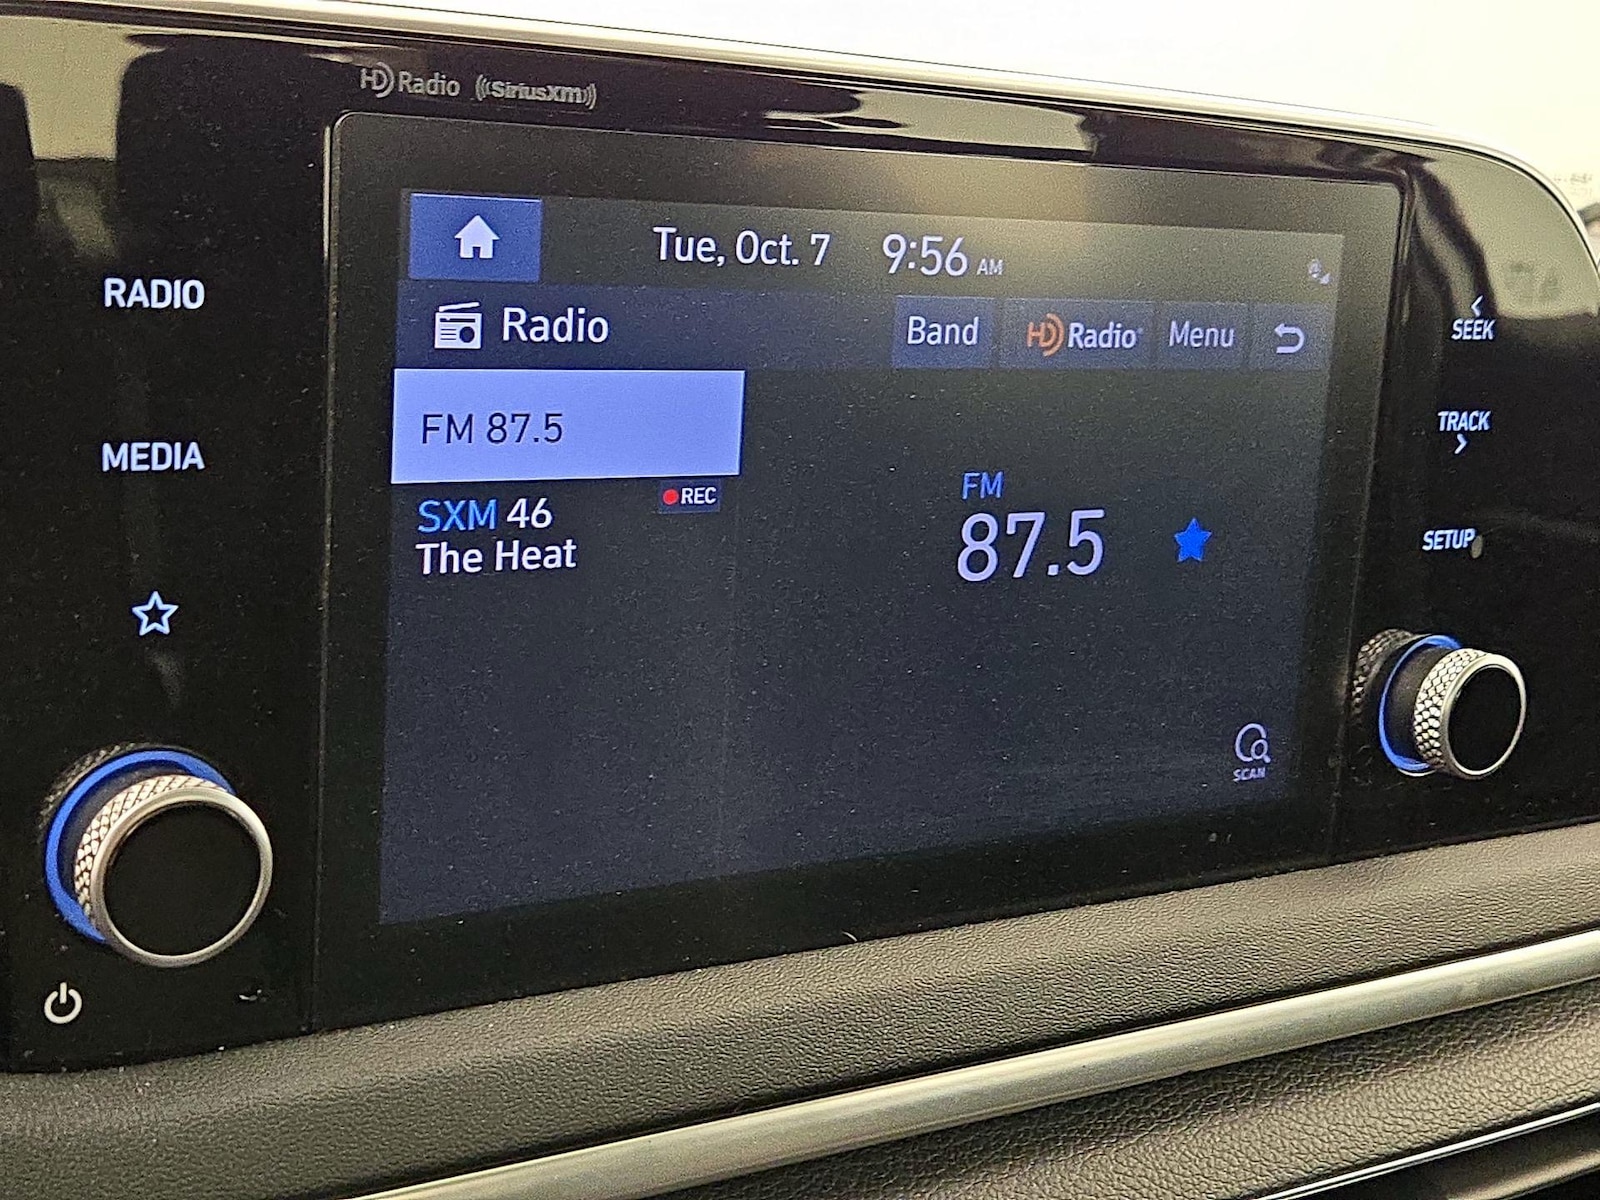 HD Radio ((SiriusXM))
Tue, Oct. 7 9:56 AM
Radio Band HD Radio® Menu
FM 87.5
SXM 46 REC
The Heat
FM
87.5
SCAN
RADIO
MEDIA
SEEK
TRACK
SETUP